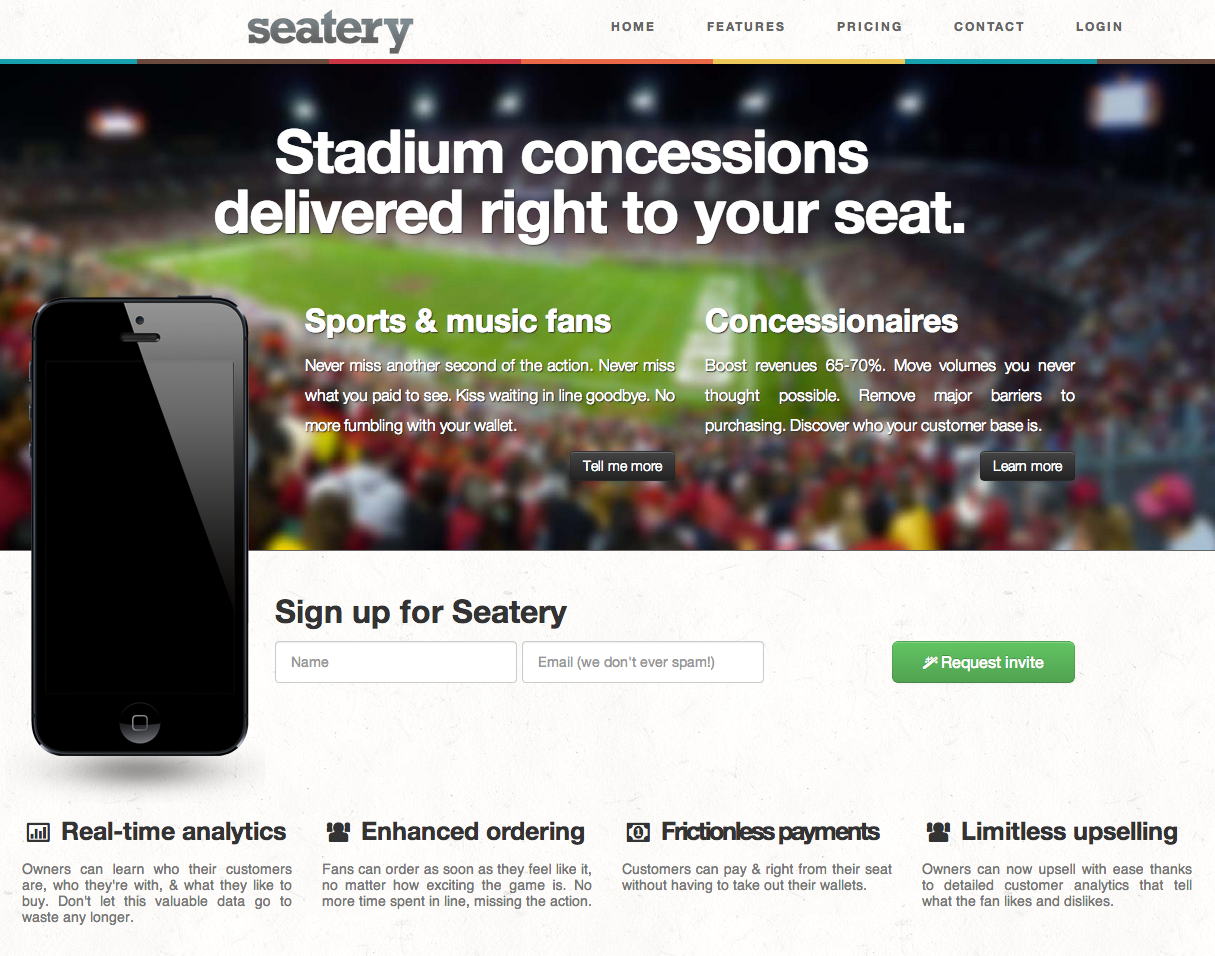 seatery
HOME FEATURES PRICING CONTACT LOGIN
Stadium concessions
delivered right to your seat.
Sports & music fans
Never miss another second of the action. Never miss
what you paid to see. Kiss waiting in line goodbye. No
more fumbling with your wallet.
Tell me more
Concessionaires
Boost revenues 65-70%. Move volumes you never
thought possible. Remove major barriers to
purchasing. Discover who your customer base is.
Learn more
Sign up for Seatery
Name
Email (we don't ever spam!)
Request invite
Real-time analytics
Owners can learn who their customers
are, who they're with, & what they like to
buy. Don't let this valuable data go to
waste any longer.
Enhanced ordering
Fans can order as soon as they feel like it,
no matter how exciting the game is. No
more time spent in line, missing the action.
Frictionless payments
Customers can pay & right from their seat
without having to take out their wallets.
Limitless upselling
Owners can now upsell with ease thanks
to detailed customer analytics that tell
what the fan likes and dislikes.